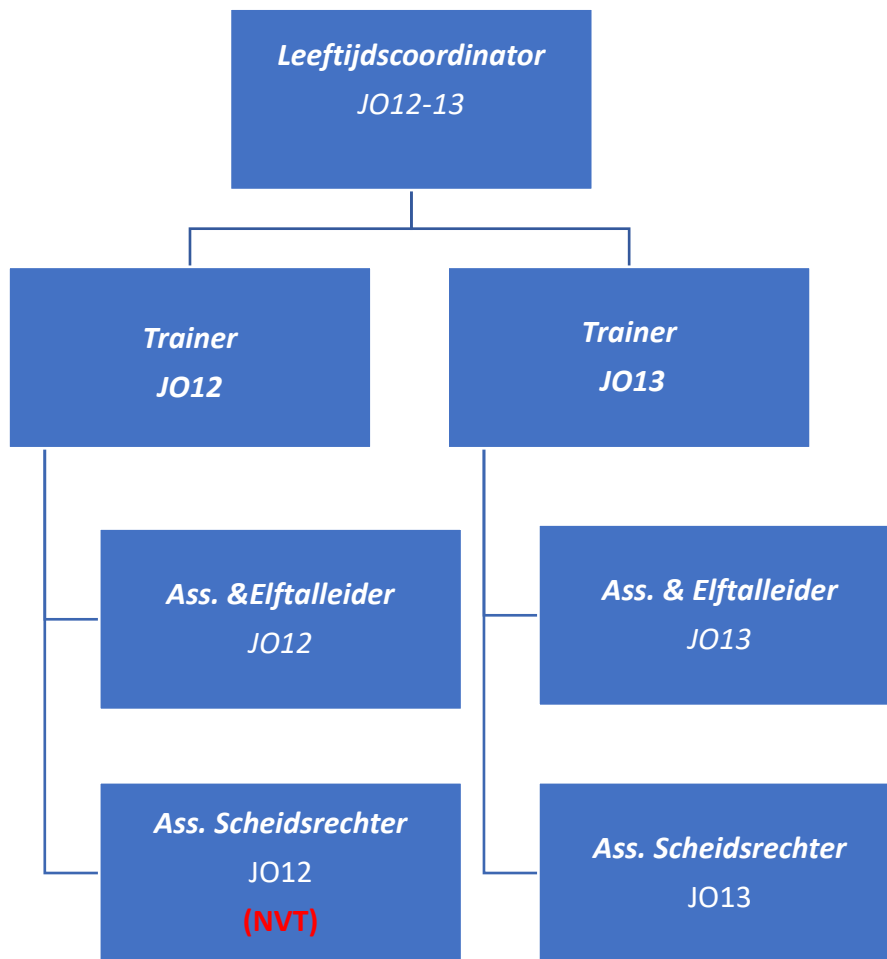 Leeftijdscoordinator
JO12-13
Trainer
JO12
Trainer
JO13
Ass. &Elftalleider
JO12
Ass. & Elftalleider
JO13
Ass. Scheidsrechter
JO12
(NVT)
Ass. Scheidsrechter
JO13